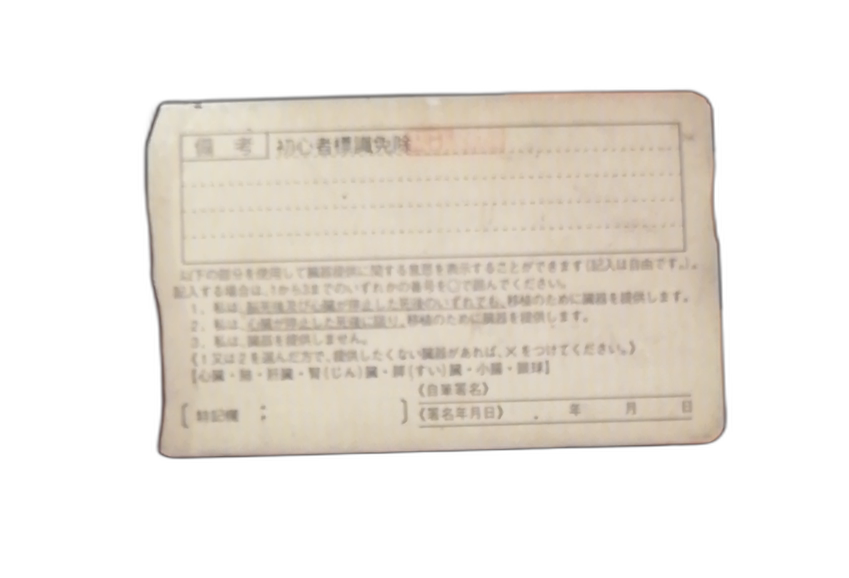 備 考 初心者標識免除
以下の部分を使用して臓器提供に関する意思を表示することができます(記入は自由です。)。
記入する場合は、1から3までのいずれかの番号を〇で囲んでください。
1. 私は、脳死後及び心臓が停止した死後のいずれでも、移植のために臓器を提供します。
2. 私は、心臓が停止した死後に限り、移植のために臓器を提供します。
3. 私は、臓器を提供しません。
《1又は2を選んだ方で、提供したくない臓器があれば、×をつけてください。》
【心臓・肺・肝臓・腎(じん)臓・膵(すい)臓・小腸・眼球】
《自筆署名》
〔特記欄: 〕 《署名年月日》 年 月 日